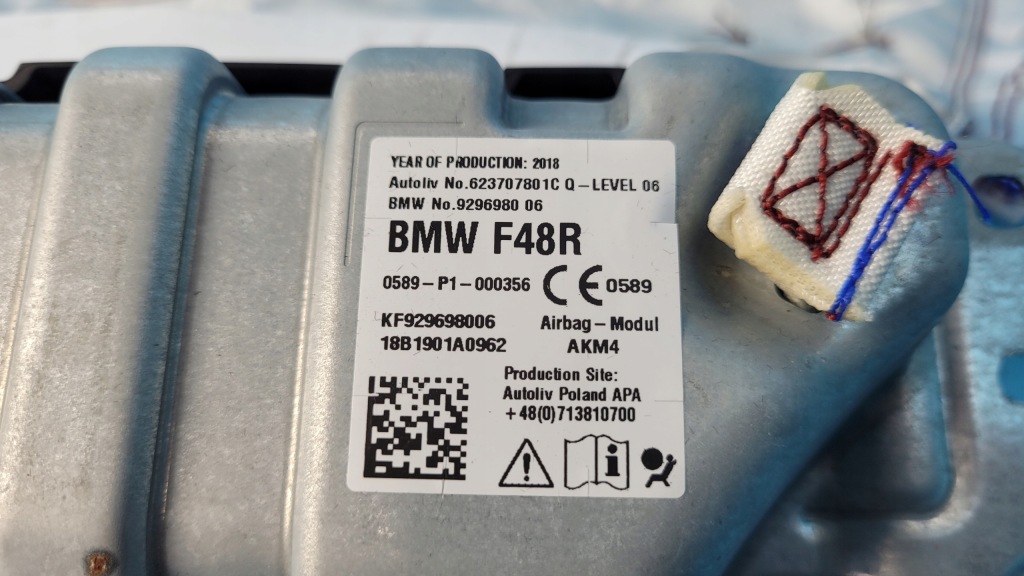 YEAR OF PRODUCTION: 2018
Autoliv No.623707801C Q-LEVEL 06
BMW No.9296980 06
BMW F48R
0589-P1-000356 CE 0589
KF929698006 Airbag-Modul
18B1901A0962 AKM4
Production Site:
Autoliv Poland APA
+48(0)713810700